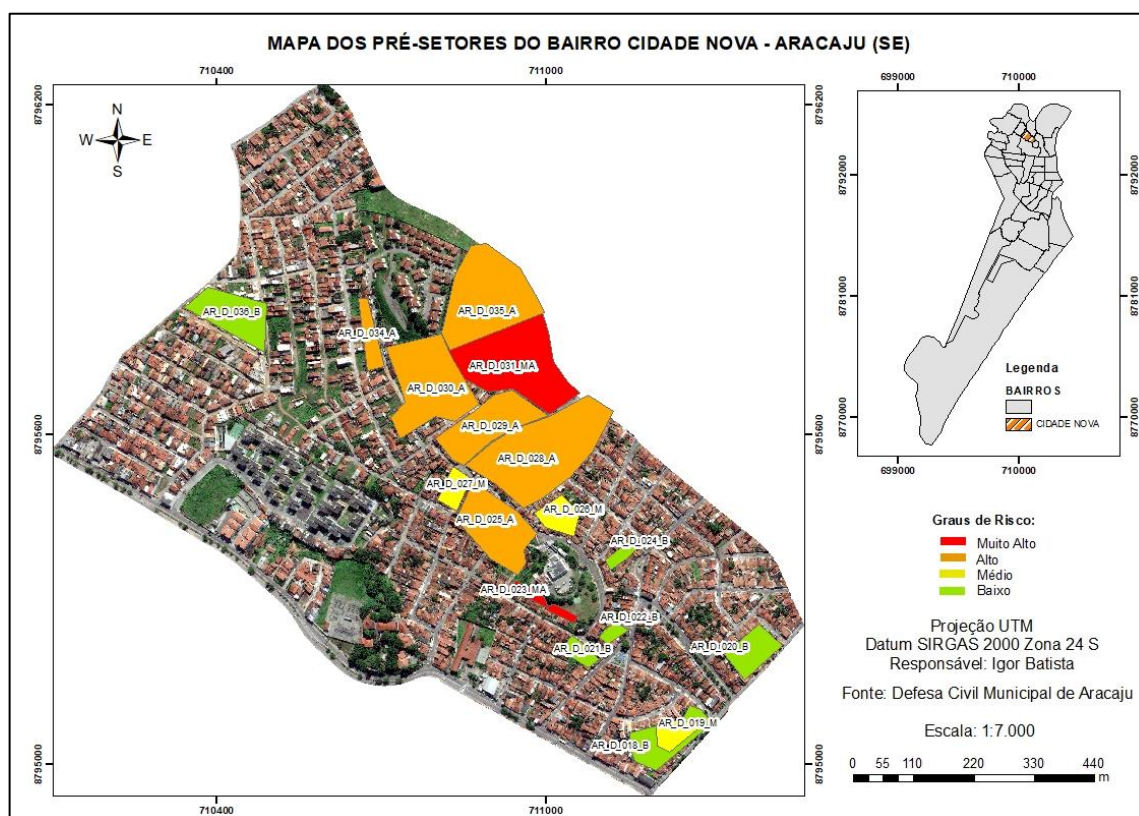 MAPA DOS PRÉ-SETORES DO BAIRRO CIDADE NOVA - ARACAJU (SE)
710400
711000
8796200
8796200
N
W E
S
AR_D_036_B
AR_D_034_A
AR_D_035_A
AR_D_031_MA
AR_D_030_A
AR_D_029_A
AR_D_028_A
AR_D_027_M
AR_D_025_A
AR_D_026_M
AR_D_024_B
AR_D_023_MA
AR_D_022_B
AR_D_021_B
AR_D_020_B
AR_D_019_M
AR_D_018_B
8795600
8795600
8795000
8795000
710400
711000
699000
710000
8792000
8792000
8781000
8781000
8770000
8770000
Legenda
BAIRROS
CIDADE NOVA
699000
710000
Graus de Risco:
Muito Alto
Alto
Médio
Baixo
Projeção UTM
Datum SIRGAS 2000 Zona 24 S
Responsável: Igor Batista
Fonte: Defesa Civil Municipal de Aracaju
Escala: 1:7.000
0 55 110 220 330 440
m